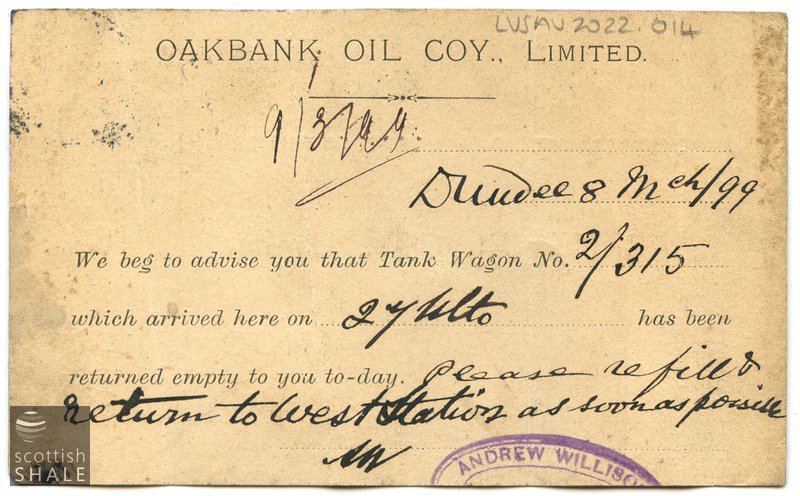 LVSAV2022.014
OAKBANK OIL COY., LIMITED.
9/3/99.
Dundee 8 Mch/99
We beg to advise you that Tank Wagon No. 2/315
which arrived here on 27 Ulto has been
returned empty to you to-day. Please refill &
return to West Station as soon as possible
AW
ANDREW WILLISO
scottish
SHALE